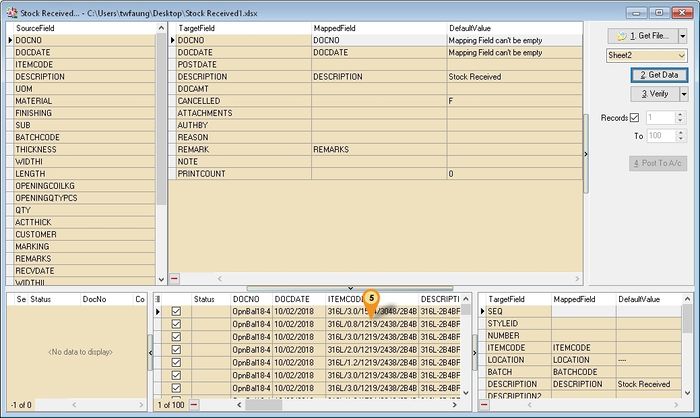 Stock Received... - C:\Users\twfaung\Desktop\Stock Received1.xlsx
SourceField
DOCNO
DOCDATE
ITEMCODE
DESCRIPTION
UOM
MATERIAL
FINISHING
SUB
BATCHCODE
THICKNESS
WIDTHI
LENGTH
OPENINGCOILKG
OPENINGQTYPCS
QTY
ACTTHICK
CUSTOMER
MARKING
REMARKS
RECVDATE
WIDTHII
TargetField MappedField DefaultValue
DOCNO DOCNO Mapping Field can't be empty
DOCDATE DOCDATE Mapping Field can't be empty
POSTDATE
DESCRIPTION DESCRIPTION Stock Received
DOCAMT
CANCELLED F
ATTACHMENTS
AUTHBY
REASON
REMARK REMARKS
NOTE
PRINTCOUNT 0
1. Get File...
Sheet2
2. Get Data
3. Verify
Records 1
To 100
4. Post To A/c
Se Status DocNo Co
<No data to display>
-1 of 0
Status DOCNO DOCDATE ITEMCODE DESCRIPTI
5
OpnBal18-4 10/02/2018 316L/3.0/15 /3048/2B4B 316L-2B4BF
OpnBal18-4 10/02/2018 316L/0.8/1219/2438/2B4B 316L-2B4BF
OpnBal18-4 10/02/2018 316L/3.0/1219/2438/2B4B 316L-2B4BF
OpnBal18-4 10/02/2018 316L/3.0/1219/2438/2B4B 316L-2B4BF
OpnBal18-4 10/02/2018 316L/1.2/1219/2438/2B4B 316L-2B4BF
OpnBal18-4 10/02/2018 316L/3.0/1219/2438/2B4B 316L-2B4BF
OpnBal18-4 10/02/2018 316L/0.8/1219/2438/2B4B 316L-2B4BF
1 of 100
TargetField MappedField DefaultValue
SEQ
STYLEID
NUMBER
ITEMCODE ITEMCODE
LOCATION LOCATION ----
BATCH BATCHCODE
DESCRIPTION DESCRIPTION Stock Received
DESCRIPTION2